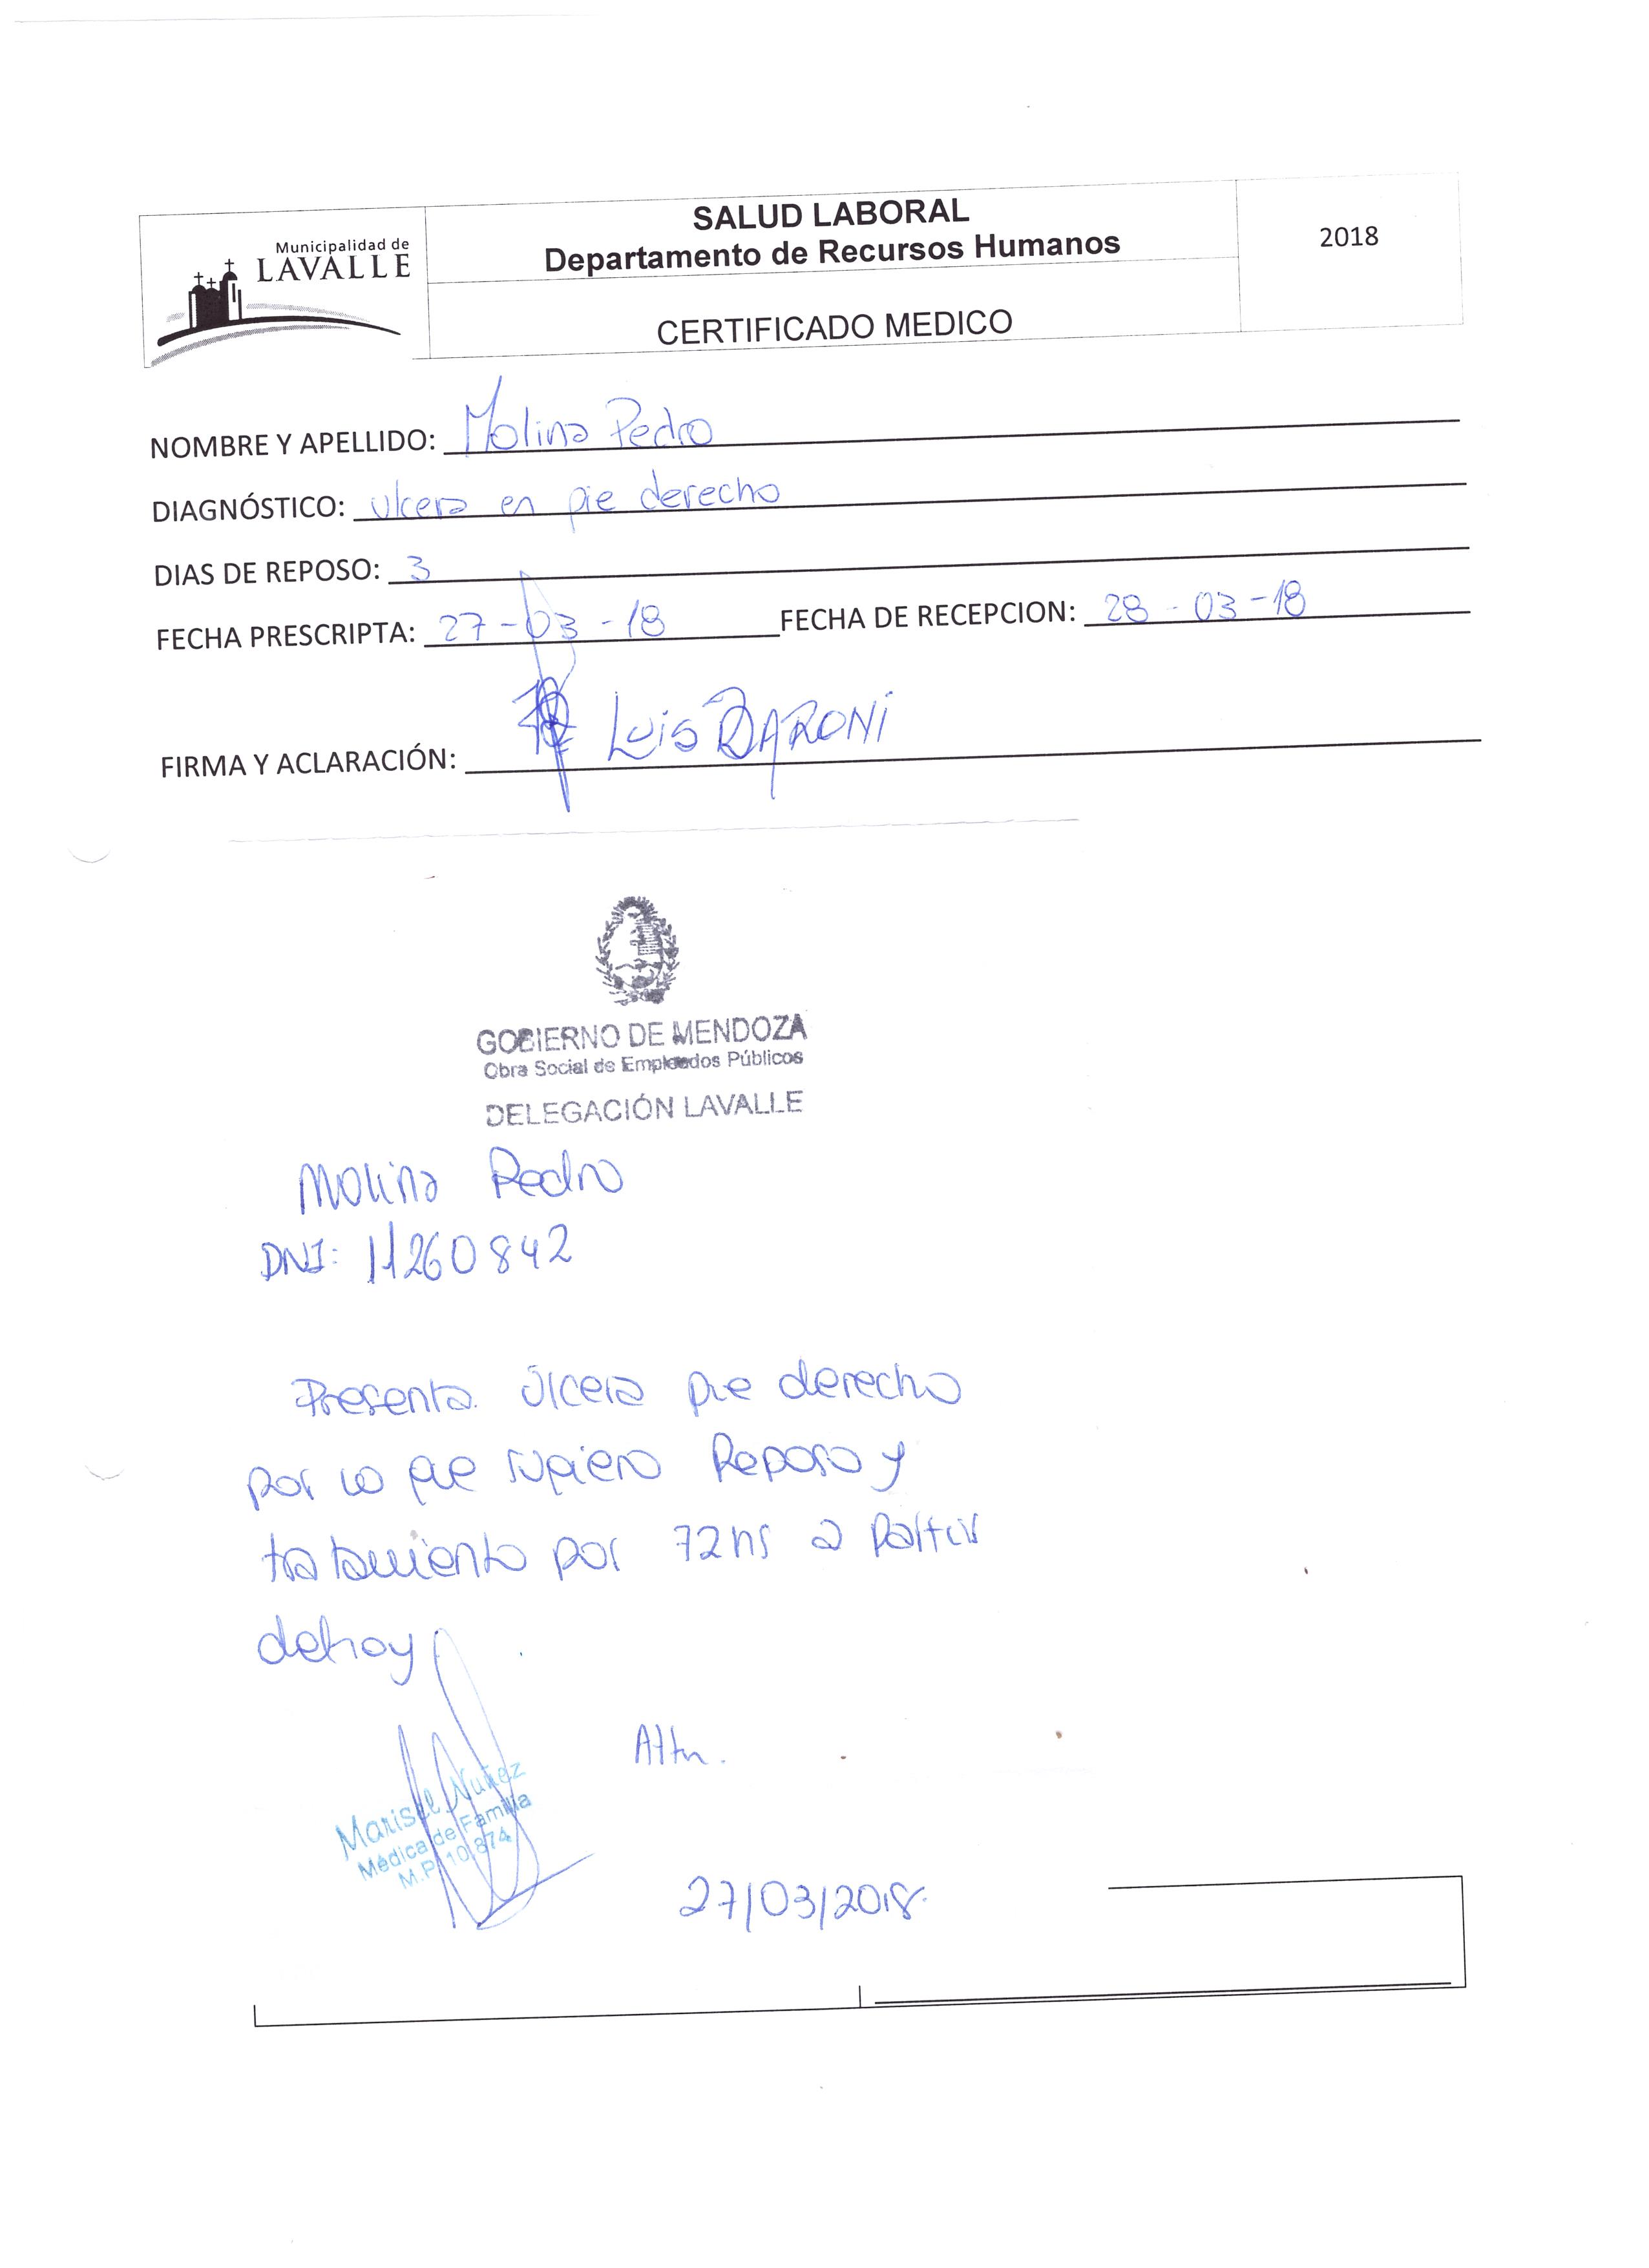 Municipalidad de
LAVALLE
SALUD LABORAL
Departamento de Recursos Humanos
CERTIFICADO MEDICO
2018
NOMBRE Y APELLIDO: Molina Pedro
DIAGNÓSTICO: Ulcera en pie derecho
DIAS DE REPOSO: 3
FECHA PRESCRIPTA: 27-03-18 FECHA DE RECEPCION: 28-03-18
FIRMA Y ACLARACIÓN: Luis BARONi
GOBIERNO DE MENDOZA
Obra Social de Empleados Públicos
DELEGACIÓN LAVALLE
Molina Pedro
DNI: 11260842
Presenta Úlcera pie derecho
por lo que sugiero Reposo y
tratamiento por 72hs a Partir
de hoy
Attn.
Marisel Nuñez
Médica de Familia
M.P. 10.874
27/03/2018.